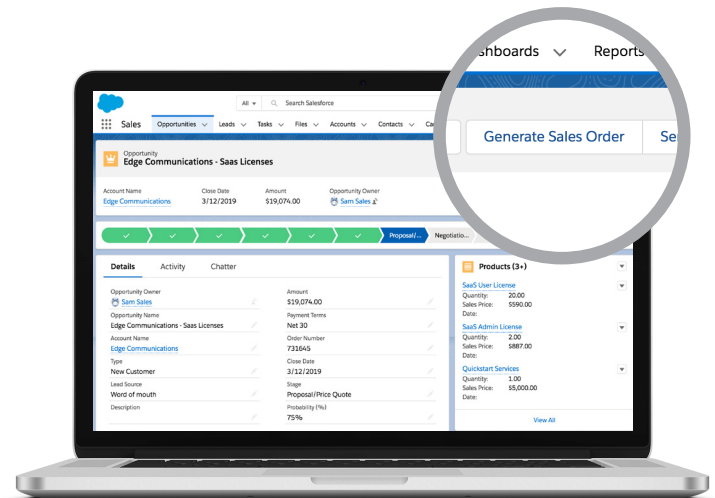 shboards Reports
Generate Sales Order Se
All Search Salesforce
Sales Opportunities Leads Tasks Files Accounts Contacts Ca
Opportunity
Edge Communications - Saas Licenses
Account Name Close Date Amount Opportunity Owner
Edge Communications 3/12/2019 $19,074.00 Sam Sales
Proposal/... Negotiatio...
Details Activity Chatter
Opportunity Owner Amount
Sam Sales $19,074.00
Opportunity Name Payment Terms
Edge Communications - Saas Licenses Net 30
Account Name Order Number
Edge Communications 731645
Type Close Date
New Customer 3/12/2019
Lead Source Stage
Word of mouth Proposal/Price Quote
Description Probability (%)
75%
Products (3+)
SaaS User License
Quantity: 20.00
Sales Price: $590.00
Date:
SaaS Admin License
Quantity: 2.00
Sales Price: $887.00
Date:
Quickstart Services
Quantity: 1.00
Sales Price: $5,000.00
Date:
View All